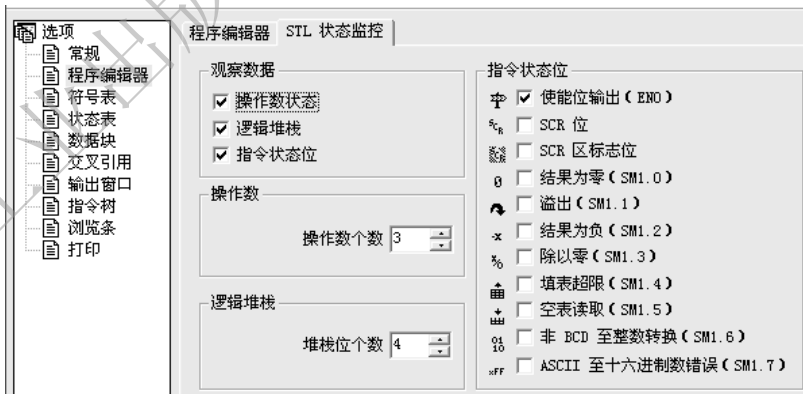 选项
常规
程序编辑器
符号表
状态表
数据块
交叉引用
输出窗口
指令树
浏览条
打印
程序编辑器 STL 状态监控
观察数据
操作数状态
逻辑堆栈
指令状态位
操作数
操作数个数 3
逻辑堆栈
堆栈位个数 4
指令状态位
使能位输出(ENO)
SCR 位
SCR 区标志位
结果为零(SM1.0)
溢出(SM1.1)
结果为负(SM1.2)
除以零(SM1.3)
填表超限(SM1.4)
空表读取(SM1.5)
非 BCD 至整数转换(SM1.6)
ASCII 至十六进制数错误(SM1.7)